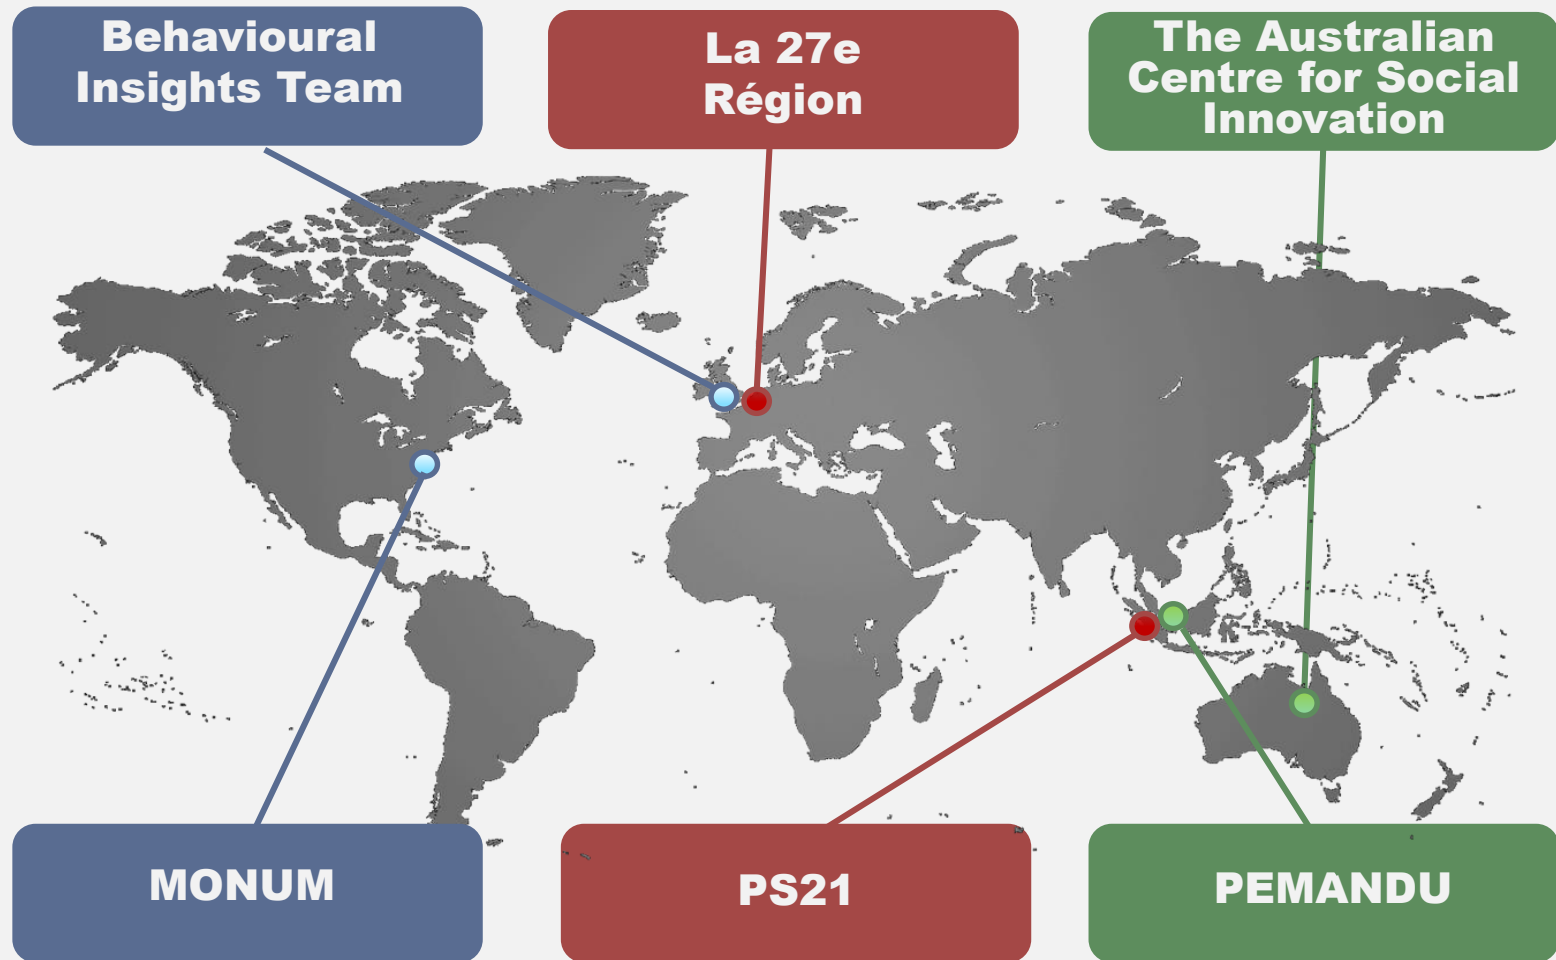 Behavioural
Insights Team
La 27e
Région
The Australian
Centre for Social
Innovation
MONUM
PS21
PEMANDU